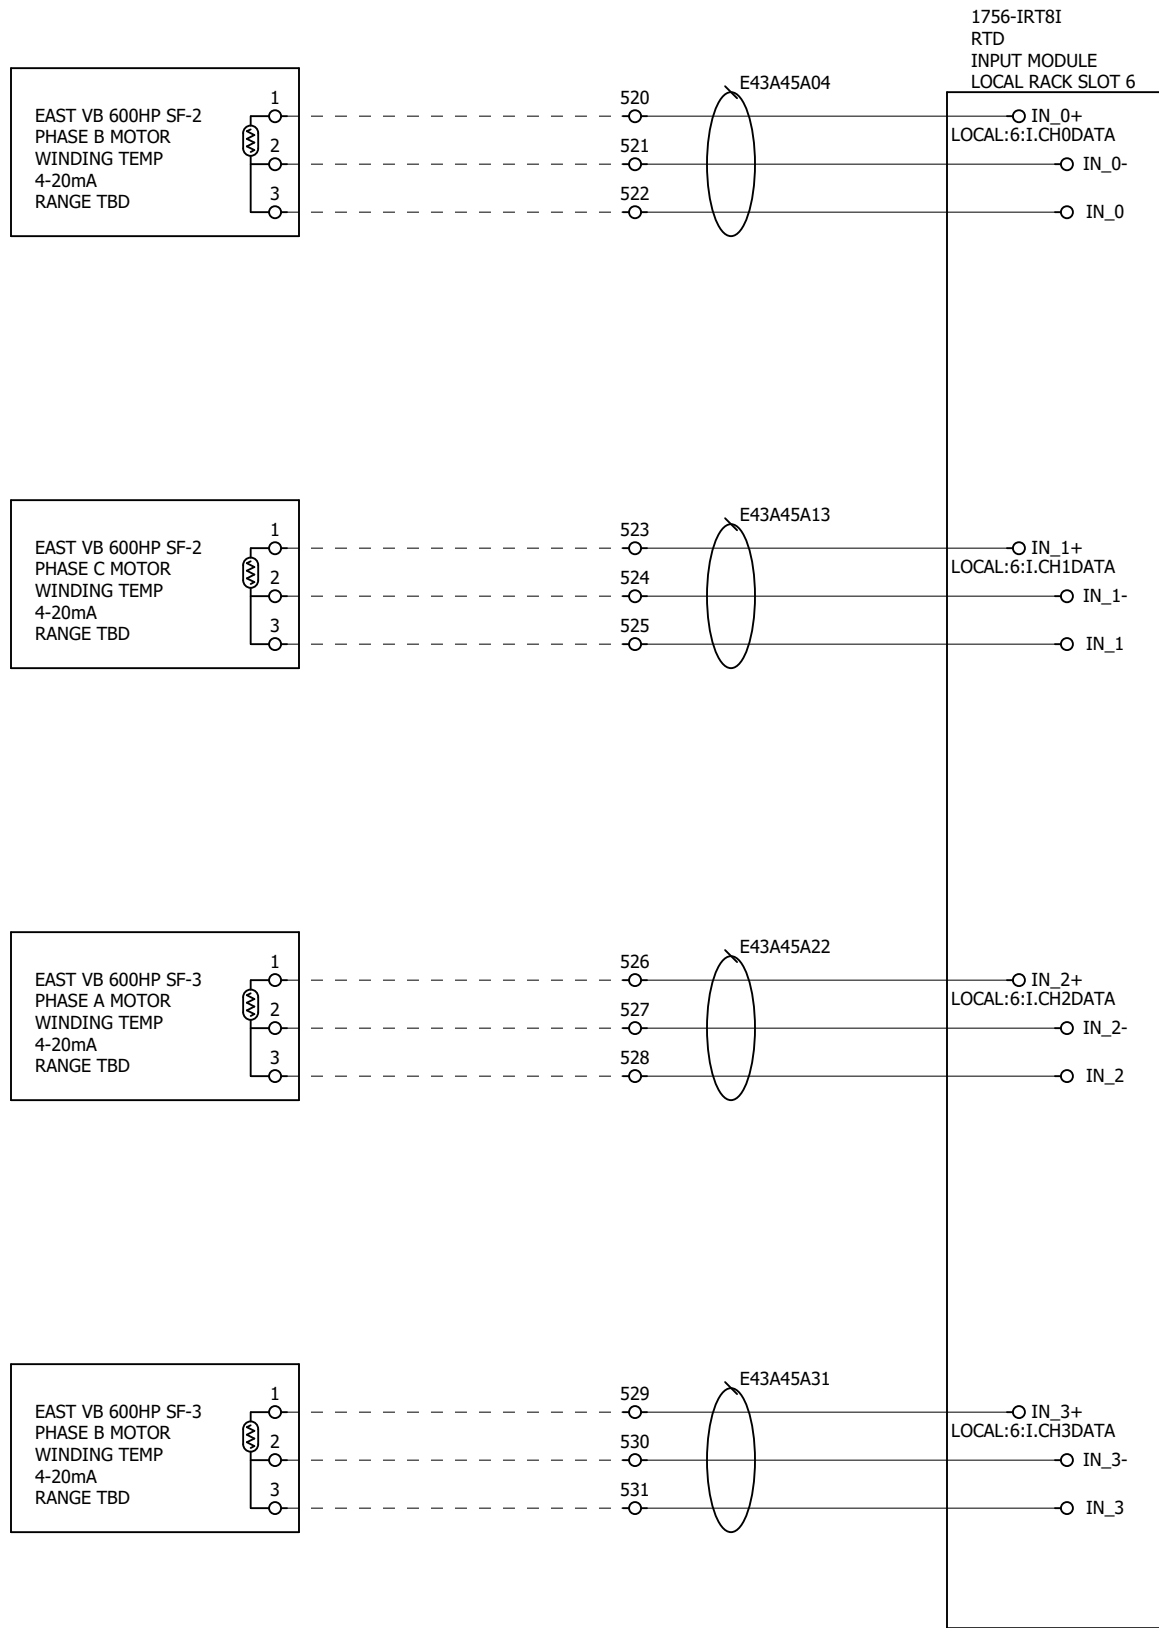 1756-IRT8I
RTD
INPUT MODULE
LOCAL RACK SLOT 6
EAST VB 600HP SF-2
PHASE B MOTOR
WINDING TEMP
4-20mA
RANGE TBD
1
2
3
520
521
522
E43A45A04
IN_0+
LOCAL:6:I.CH0DATA
IN_0-
IN_0
EAST VB 600HP SF-2
PHASE C MOTOR
WINDING TEMP
4-20mA
RANGE TBD
1
2
3
523
524
525
E43A45A13
IN_1+
LOCAL:6:I.CH1DATA
IN_1-
IN_1
EAST VB 600HP SF-3
PHASE A MOTOR
WINDING TEMP
4-20mA
RANGE TBD
1
2
3
526
527
528
E43A45A22
IN_2+
LOCAL:6:I.CH2DATA
IN_2-
IN_2
EAST VB 600HP SF-3
PHASE B MOTOR
WINDING TEMP
4-20mA
RANGE TBD
1
2
3
529
530
531
E43A45A31
IN_3+
LOCAL:6:I.CH3DATA
IN_3-
IN_3